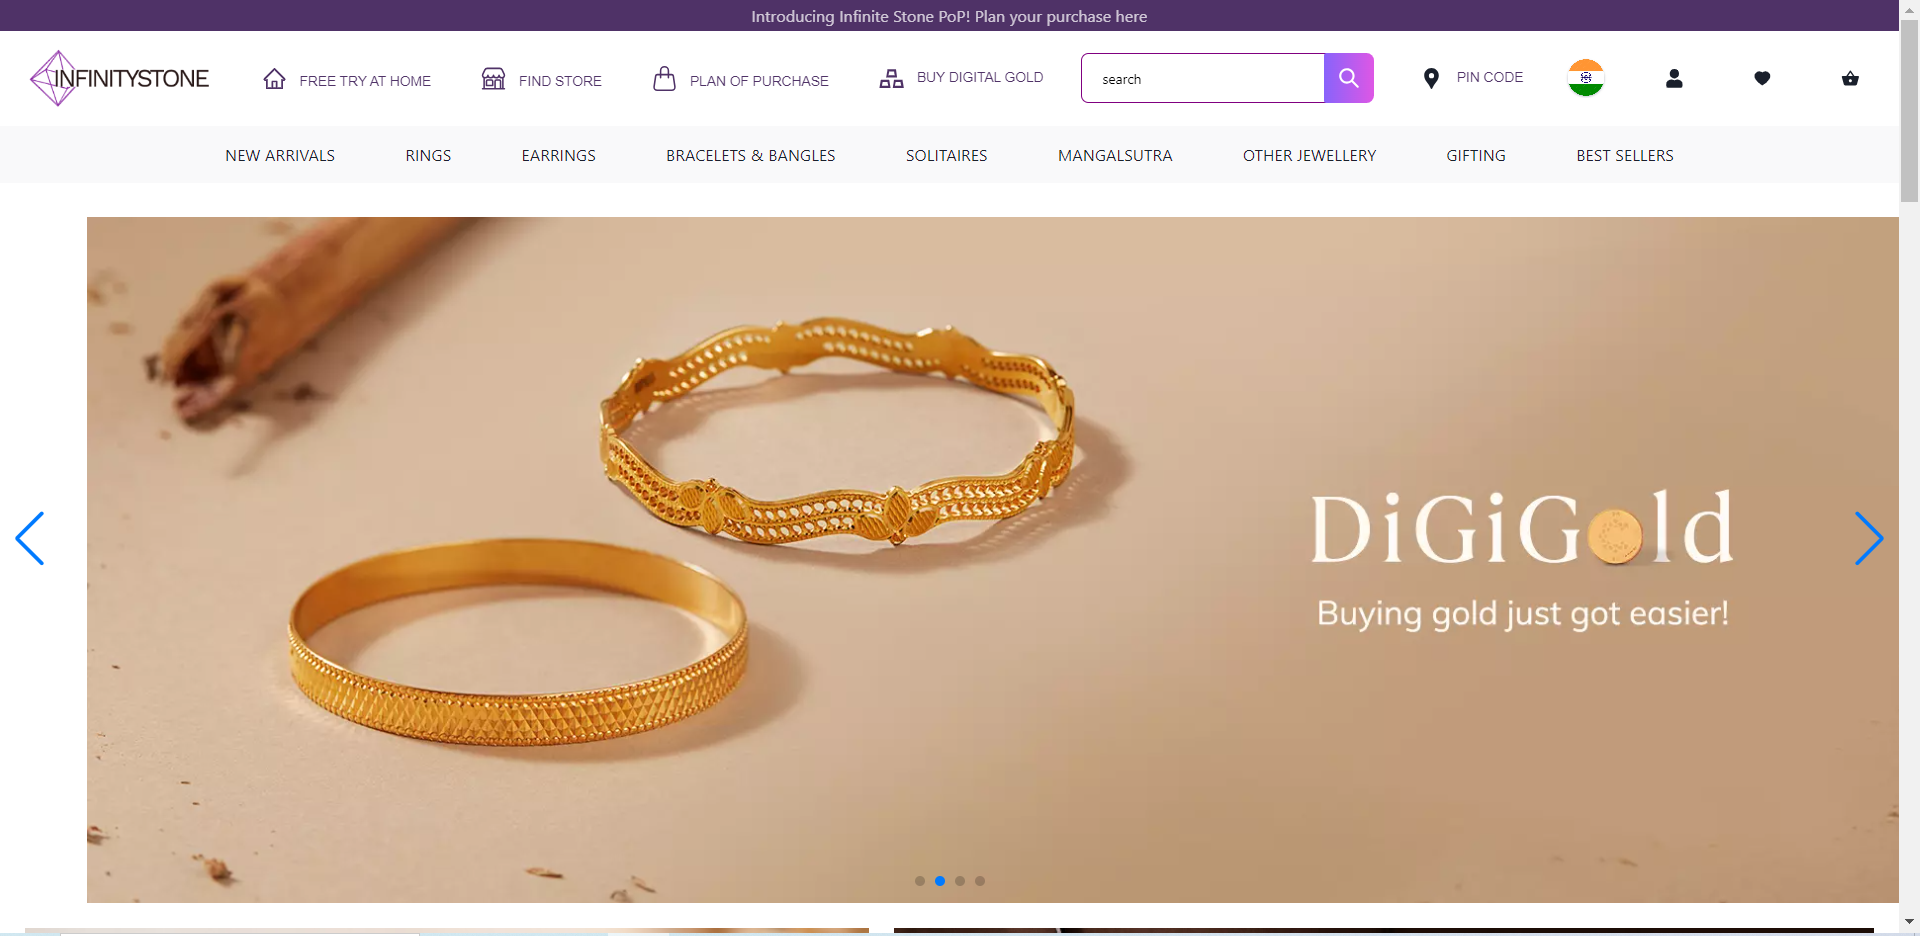 Introducing Infinite Stone PoP! Plan your purchase here
INFINITYSTONE
FREE TRY AT HOME
FIND STORE
PLAN OF PURCHASE
BUY DIGITAL GOLD
search
PIN CODE
NEW ARRIVALS
RINGS
EARRINGS
BRACELETS & BANGLES
SOLITAIRES
MANGALSUTRA
OTHER JEWELLERY
GIFTING
BEST SELLERS
DiGiGold
Buying gold just got easier!